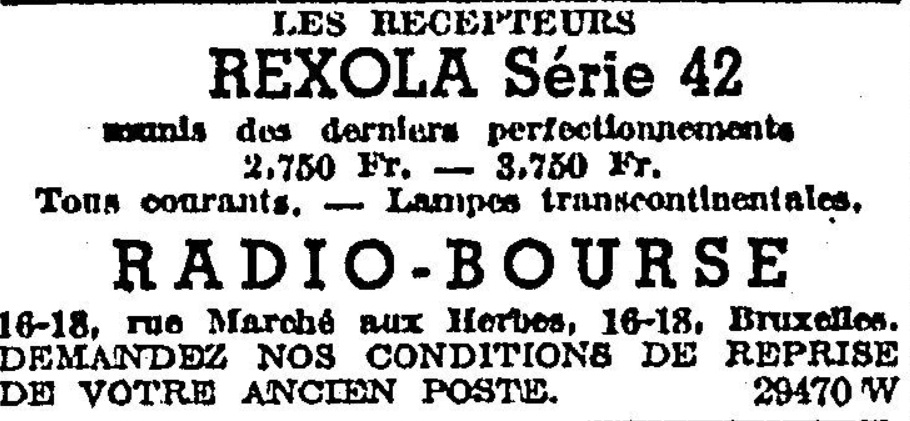 LES RECEPTEURS
REXOLA Série 42
munis des derniers perfectionnements
2,750 Fr. — 3,750 Fr.
Tous courants. — Lampes transcontinentales.
RADIO-BOURSE
16-18, rue Marché aux Herbes, 16-18, Bruxelles.
DEMANDEZ NOS CONDITIONS DE REPRISE
DE VOTRE ANCIEN POSTE. 29470 W